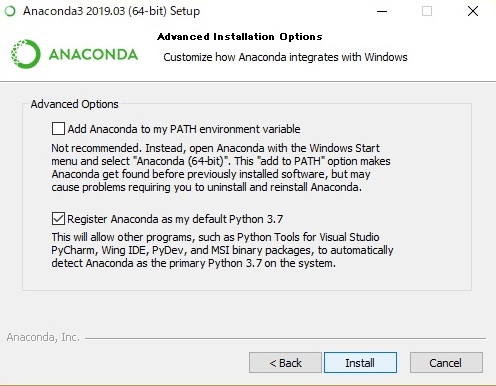 Anaconda3 2019.03 (64-bit) Setup
Advanced Installation Options
ANACONDA
Customize how Anaconda integrates with Windows
Advanced Options
Add Anaconda to my PATH environment variable
Not recommended. Instead, open Anaconda with the Windows Start
menu and select "Anaconda (64-bit)". This "add to PATH" option makes
Anaconda get found before previously installed software, but may
cause problems requiring you to uninstall and reinstall Anaconda.
Register Anaconda as my default Python 3.7
This will allow other programs, such as Python Tools for Visual Studio
PyCharm, Wing IDE, PyDev, and MSI binary packages, to automatically
detect Anaconda as the primary Python 3.7 on the system.
Anaconda, Inc.
< Back
Install
Cancel